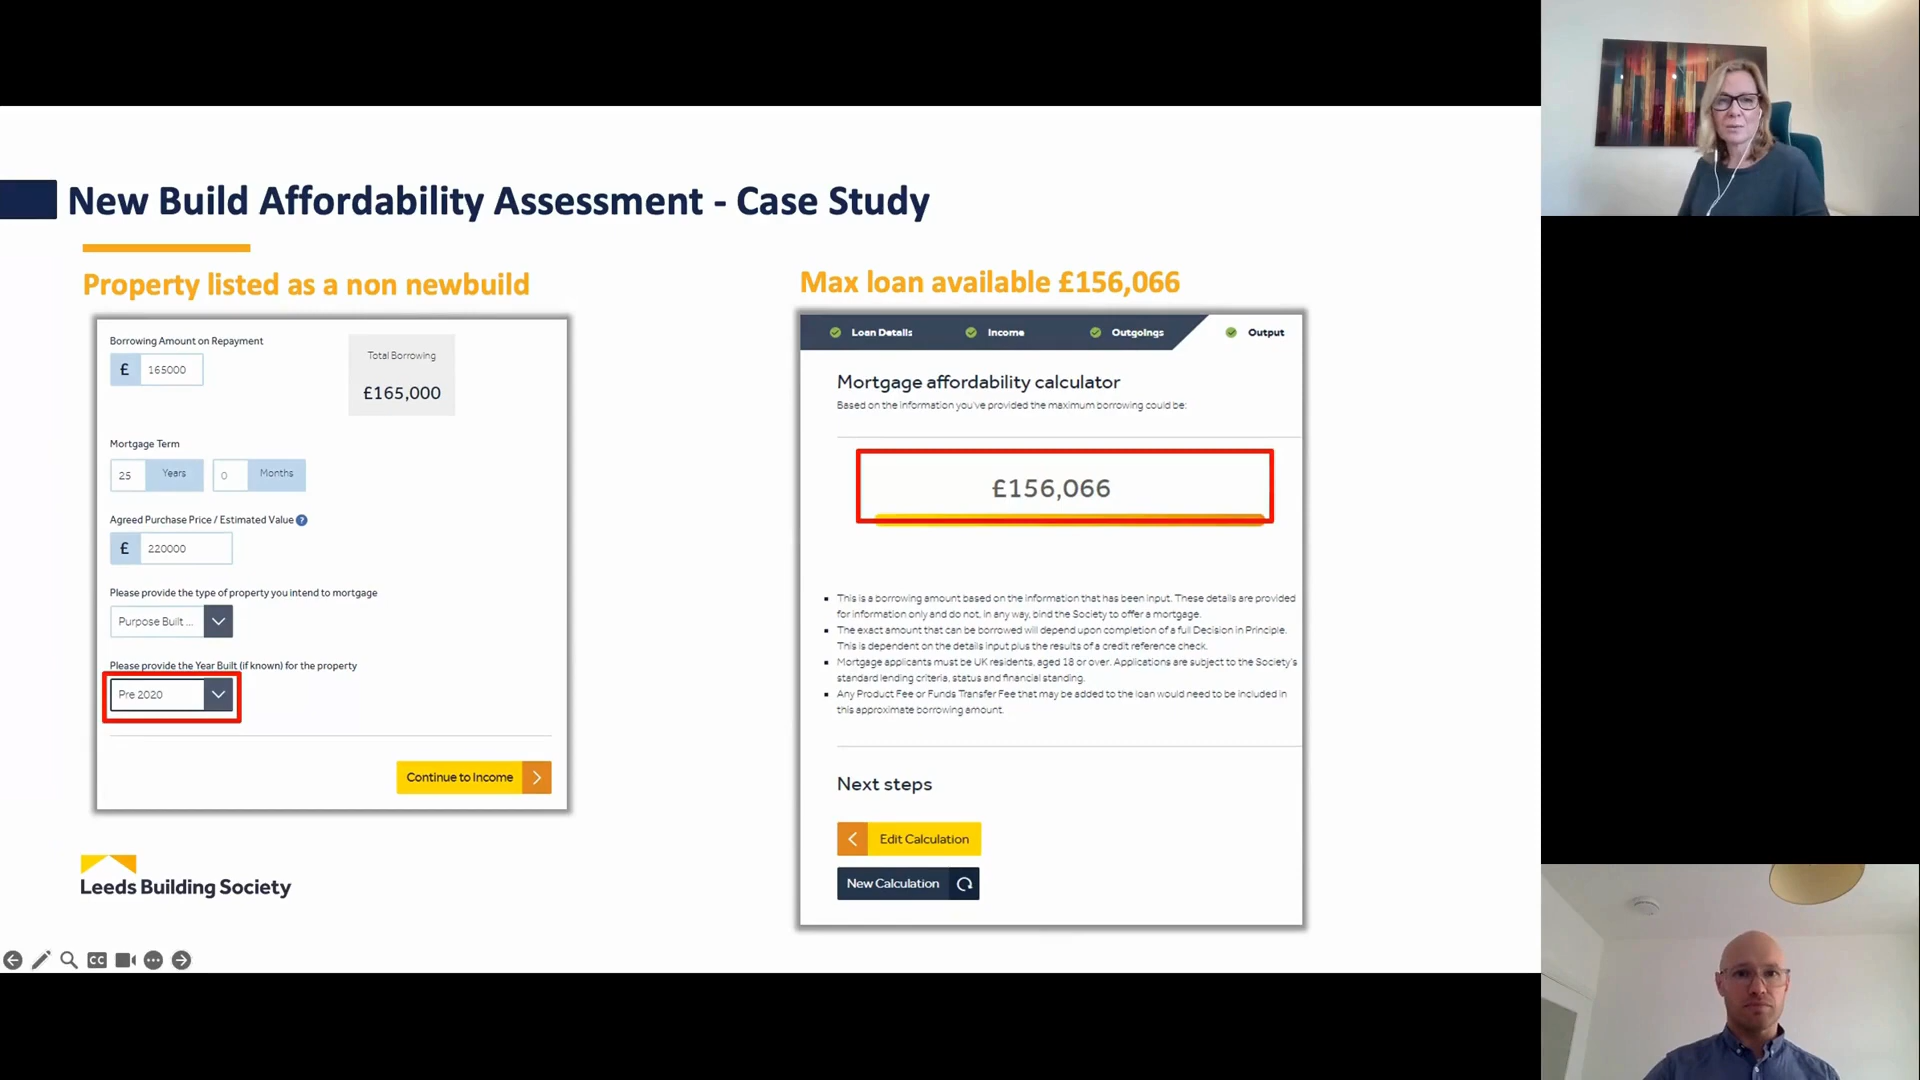 New Build Affordability Assessment - Case Study
Property listed as a non newbuild
Borrowing Amount on Repayment
£ 165000
Total Borrowing
£165,000
Mortgage Term
25 Years 0 Months
Agreed Purchase Price / Estimated Value ?
£ 220000
Please provide the type of property you intend to mortgage
Purpose Built ...
Please provide the Year Built (if known) for the property
Pre 2020
Continue to Income
Leeds Building Society
Max loan available £156,066
Loan Details Income Outgoings Output
Mortgage affordability calculator
Based on the information you've provided the maximum borrowing could be:
£156,066
This is a borrowing amount based on the information that has been input. These details are provided
for information only and do not, in any way, bind the Society to offer a mortgage.
The exact amount that can be borrowed will depend upon completion of a full Decision in Principle.
This is dependent on the details input plus the results of a credit reference check.
Mortgage applicants must be UK residents, aged 18 or over. Applications are subject to the Society's
standard lending criteria, status and financial standing.
Any Product Fee or Funds Transfer Fee that may be added to the loan would need to be included in
this approximate borrowing amount.
Next steps
Edit Calculation
New Calculation
CC